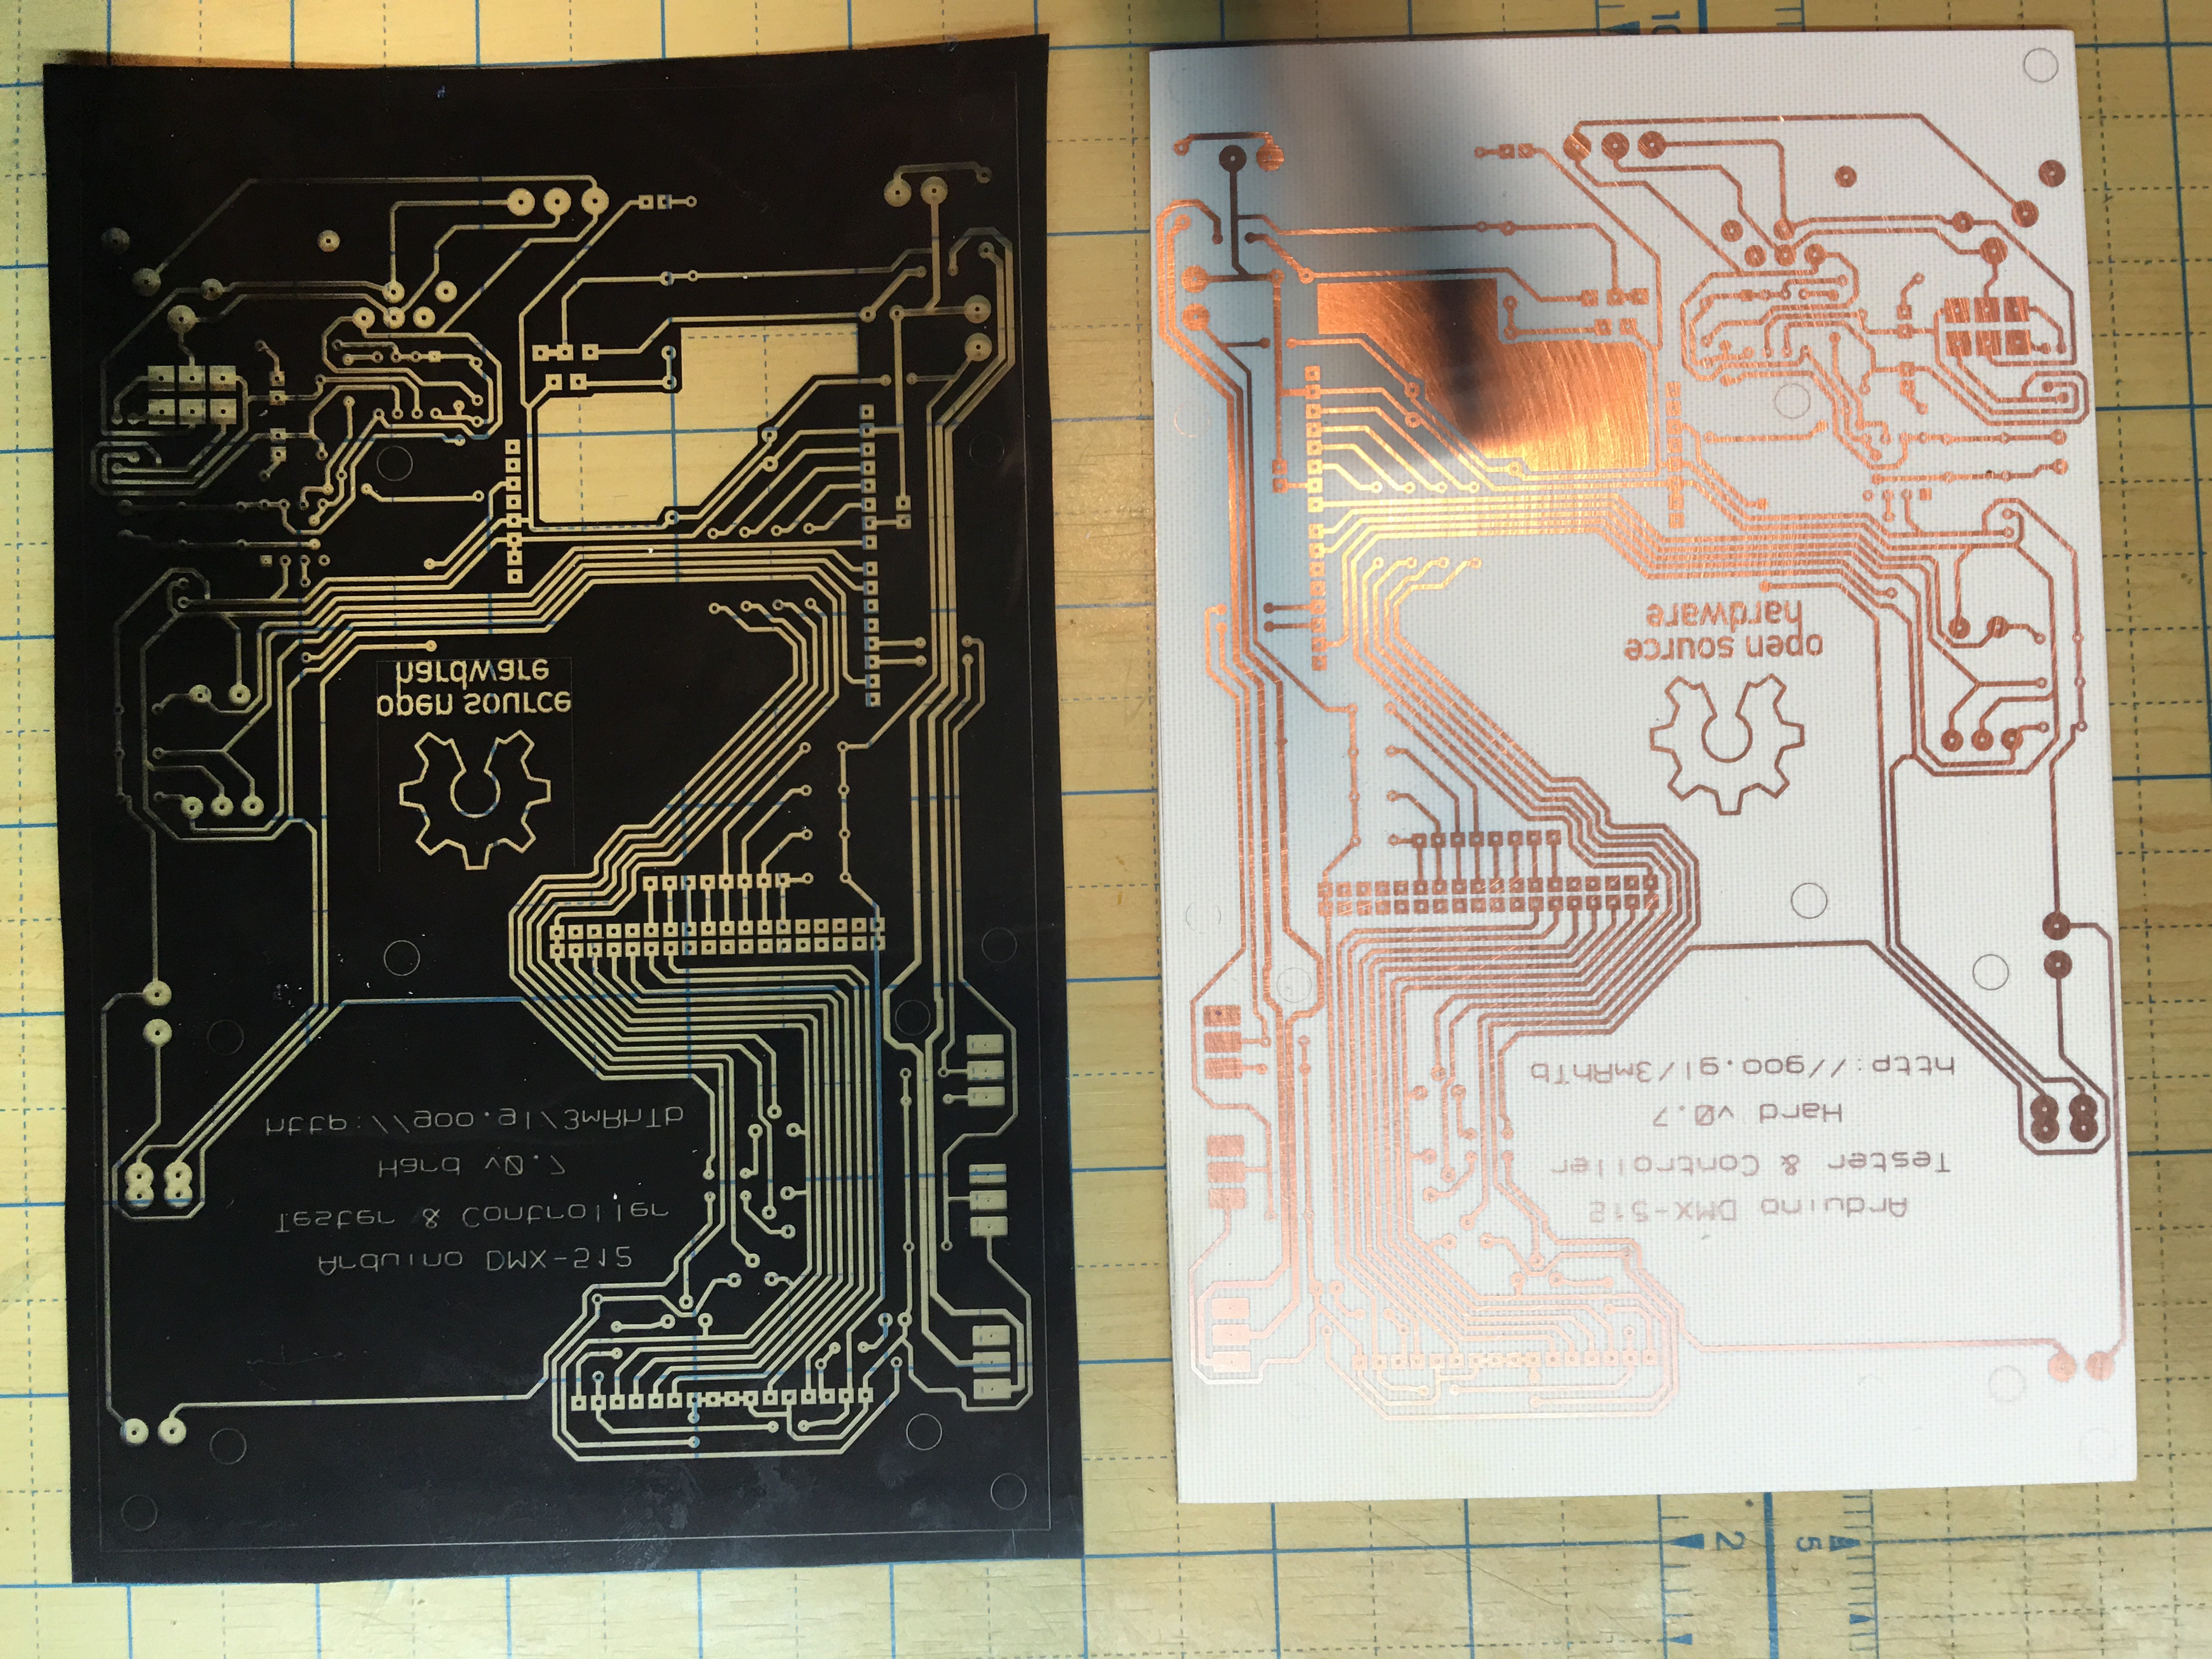 open source
hardware
Arduino DMX-512
Tester & Controller
Hard v0.7
http://goo.gl/3mRhTb
10
open source
hardware
Arduino DMX-512
Tester & Controller
Hard v0.7
http://goo.gl/3mRhTb
2
5